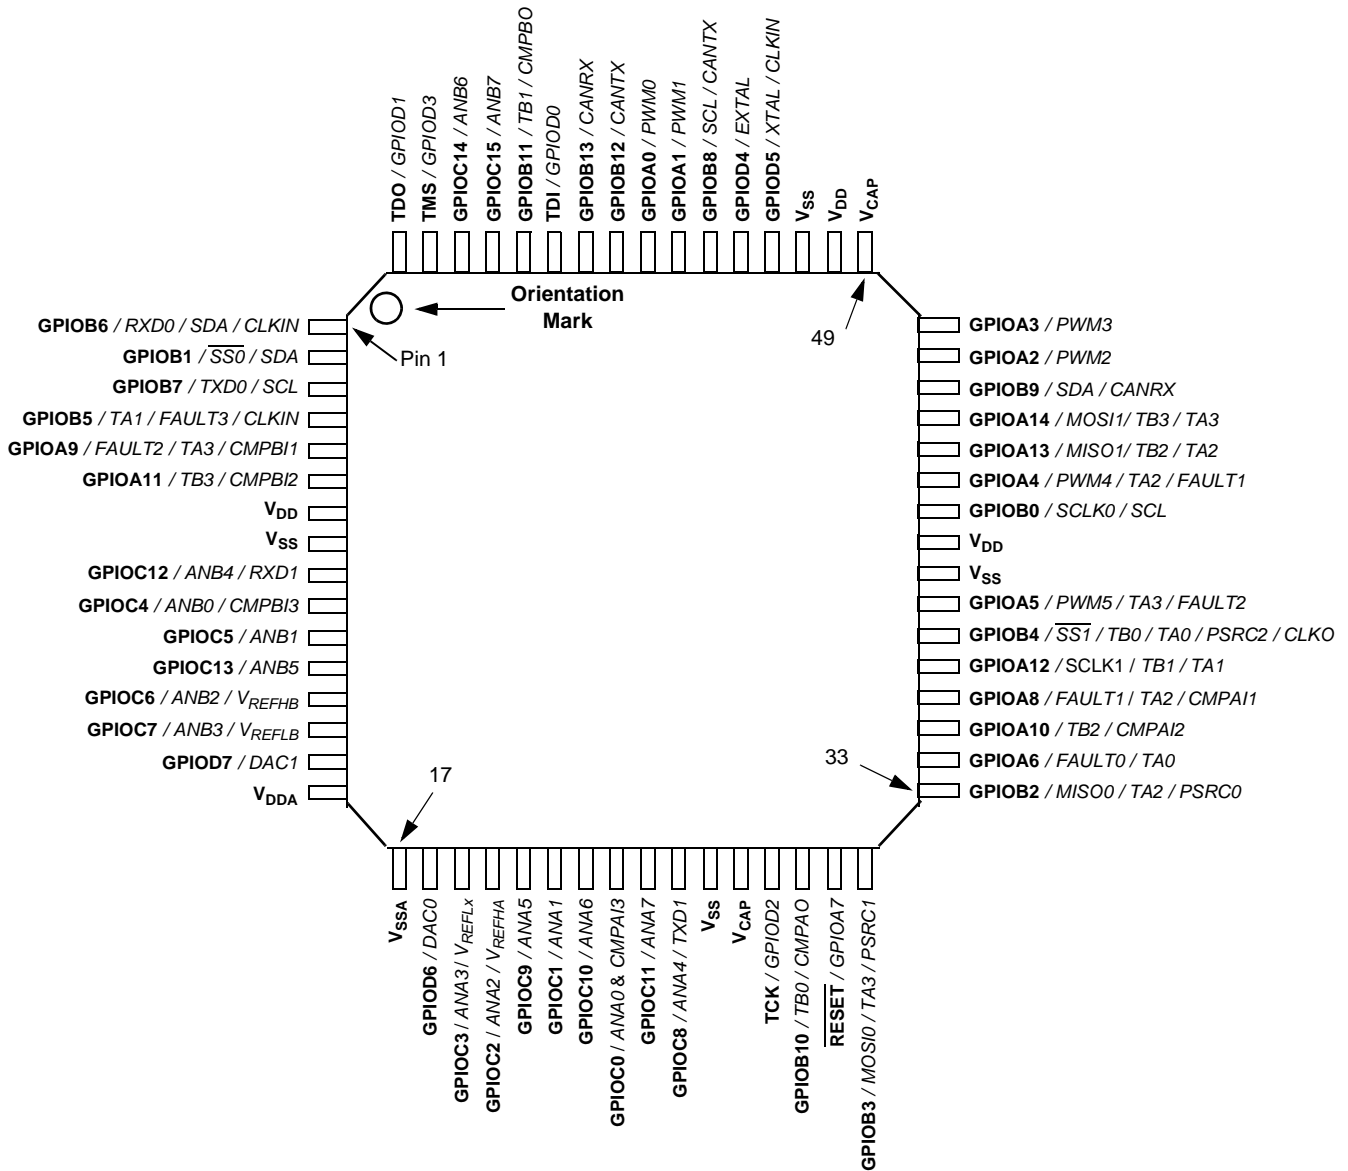 TDO / GPIOD1
TMS / GPIOD3
GPIOC14 / ANB6
GPIOC15 / ANB7
GPIOB11 / TB1 / CMPBO
TDI / GPIOD0
GPIOB13 / CANRX
GPIOB12 / CANTX
GPIOA0 / PWM0
GPIOA1 / PWM1
GPIOB8 / SCL / CANTX
GPIOD4 / EXTAL
GPIOD5 / XTAL / CLKIN
VSS
VDD
VCAP
Orientation
Mark
Pin 1
49
GPIOB6 / RXD0 / SDA / CLKIN
GPIOB1 / SS0 / SDA
GPIOB7 / TXD0 / SCL
GPIOB5 / TA1 / FAULT3 / CLKIN
GPIOA9 / FAULT2 / TA3 / CMPBI1
GPIOA11 / TB3 / CMPBI2
VDD
VSS
GPIOC12 / ANB4 / RXD1
GPIOC4 / ANB0 / CMPBI3
GPIOC5 / ANB1
GPIOC13 / ANB5
GPIOC6 / ANB2 / VREFHB
GPIOC7 / ANB3 / VREFLB
GPIOD7 / DAC1
VDDA
GPIOA3 / PWM3
GPIOA2 / PWM2
GPIOB9 / SDA / CANRX
GPIOA14 / MOSI1/ TB3 / TA3
GPIOA13 / MISO1/ TB2 / TA2
GPIOA4 / PWM4 / TA2 / FAULT1
GPIOB0 / SCLK0 / SCL
VDD
VSS
GPIOA5 / PWM5 / TA3 / FAULT2
GPIOB4 / SS1 / TB0 / TA0 / PSRC2 / CLKO
GPIOA12 / SCLK1 / TB1 / TA1
GPIOA8 / FAULT1 / TA2 / CMPAI1
GPIOA10 / TB2 / CMPAI2
GPIOA6 / FAULT0 / TA0
GPIOB2 / MISO0 / TA2 / PSRC0
17
33
VSSA
GPIOD6 / DAC0
GPIOC3 / ANA3/ VREFLx
GPIOC2 / ANA2 / VREFHA
GPIOC9 / ANA5
GPIOC1 / ANA1
GPIOC10 / ANA6
GPIOC0 / ANA0 & CMPAI3
GPIOC11 / ANA7
GPIOC8 / ANA4 / TXD1
VSS
VCAP
TCK / GPIOD2
GPIOB10 / TB0 / CMPAO
RESET / GPIOA7
GPIOB3 / MOSI0 / TA3 / PSRC1